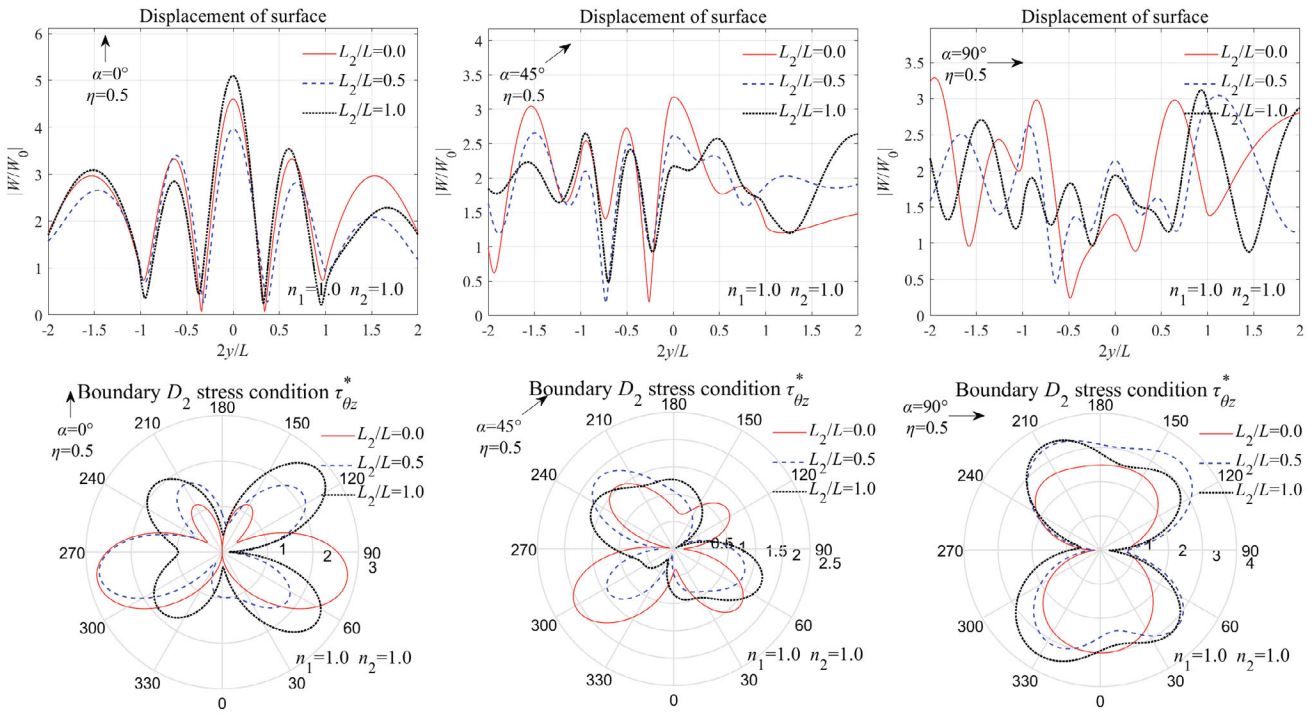 Displacement of surface
6
5
4
3
2
1
0
|W/W₀|
α=0°
η=0.5
L₂/L=0.0
L₂/L=0.5
L₂/L=1.0
n₁=1.0 n₂=1.0
-2 -1.5 -1 -0.5 0 0.5 1 1.5 2
2y/L
Displacement of surface
4
3.5
3
2.5
2
1.5
1
0.5
0
|W/W₀|
α=45°
η=0.5
L₂/L=0.0
L₂/L=0.5
L₂/L=1.0
n₁=1.0 n₂=1.0
-2 -1.5 -1 -0.5 0 0.5 1 1.5 2
2y/L
Displacement of surface
3.5
3
2.5
2
1.5
1
0.5
0
|W/W₀|
α=90°
η=0.5
L₂/L=0.0
L₂/L=0.5
L₂/L=1.0
n₁=1.0 n₂=1.0
-2 -1.5 -1 -0.5 0 0.5 1 1.5 2
2y/L
Boundary D₂ stress condition τ*θz
α=0°
η=0.5
180
210 150
240 120
270 90
300 60
330 30
0
1 2 3
L₂/L=0.0
L₂/L=0.5
L₂/L=1.0
n₁=1.0 n₂=1.0
Boundary D₂ stress condition τ*θz
α=45°
η=0.5
180
210 150
240 120
270 90
300 60
330 30
0
0.5 1 1.5 2 2.5
L₂/L=0.0
L₂/L=0.5
L₂/L=1.0
n₁=1.0 n₂=1.0
Boundary D₂ stress condition τ*θz
α=90°
η=0.5
180
210 150
240 120
270 90
300 60
330 30
0
1 2 3 4
L₂/L=0.0
L₂/L=0.5
L₂/L=1.0
n₁=1.0 n₂=1.0